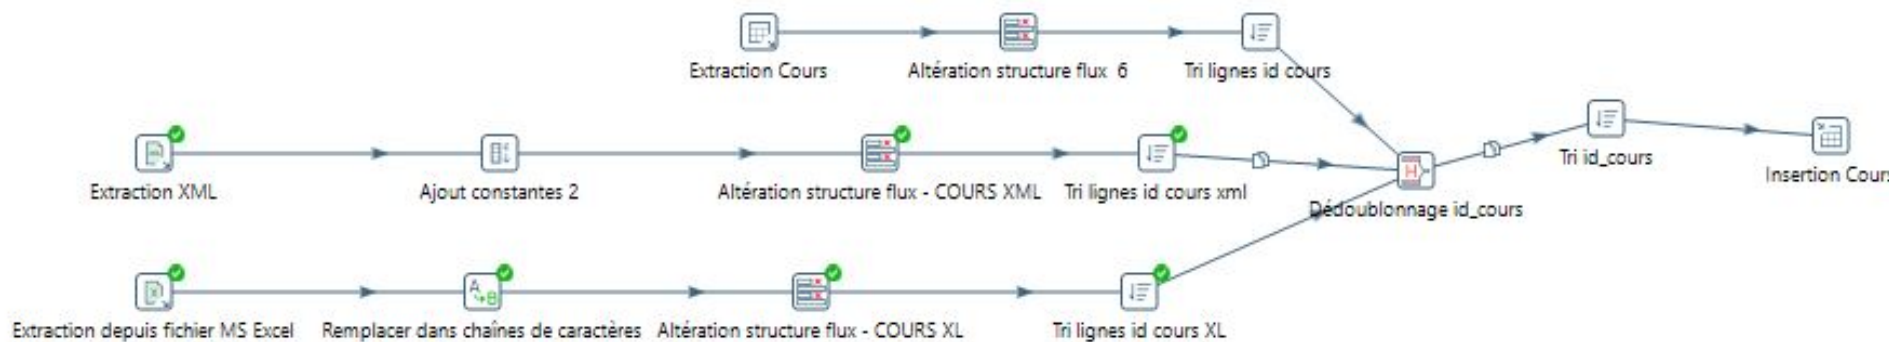 Extraction Cours
Altération structure flux 6
Tri lignes id cours
Extraction XML
Ajout constantes 2
Altération structure flux - COURS XML
Tri lignes id cours xml
Dédoublonnage id_cours
Tri id_cours
Insertion Cours
Extraction depuis fichier MS Excel
Remplacer dans chaînes de caractères
Altération structure flux - COURS XL
Tri lignes id cours XL